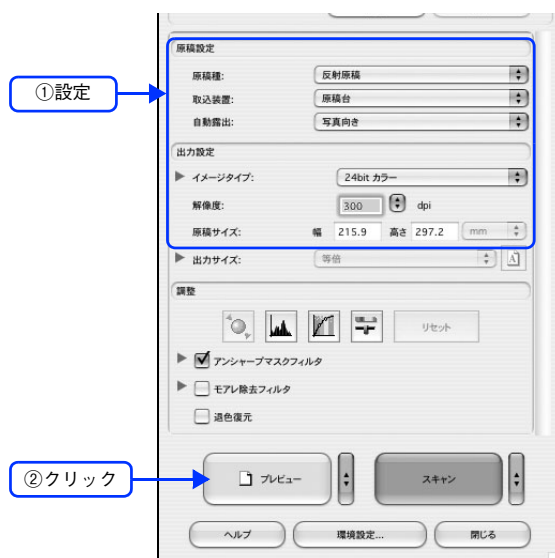 原稿設定
原稿種: 反射原稿
①設定
取込装置: 原稿台
自動露出: 写真向き
出力設定
イメージタイプ: 24bit カラー
解像度: 300 dpi
原稿サイズ: 幅 215.9 高さ 297.2 mm
出力サイズ: 等倍 A
調整
リセット
アンシャープマスクフィルタ
モアレ除去フィルタ
退色復元
②クリック
プレビュー スキャン
ヘルプ 環境設定... 閉じる